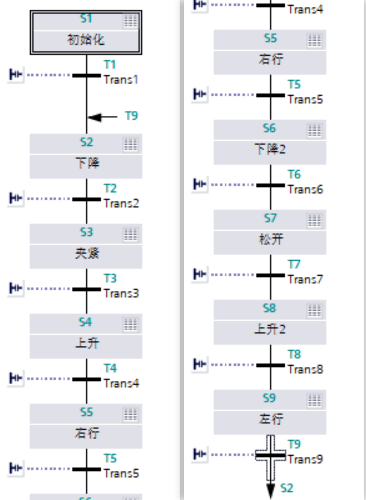 S1
初始化
T1
Trans1
T9
S2
下降
T2
Trans2
S3
夹紧
T3
Trans3
S4
上升
T4
Trans4
S5
右行
T5
Trans5
Trans4
S5
右行
T5
Trans5
S6
下降2
T6
Trans6
S7
松开
T7
Trans7
S8
上升2
T8
Trans8
S9
左行
T9
Trans9
S2